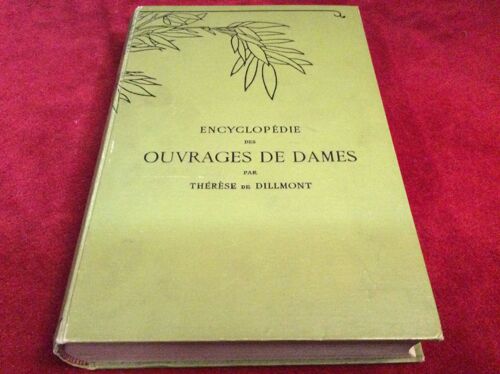 ENCYCLOPÉDIE
DES
OUVRAGES DE DAMES
PAR
THÉRÈSE DE DILLMONT